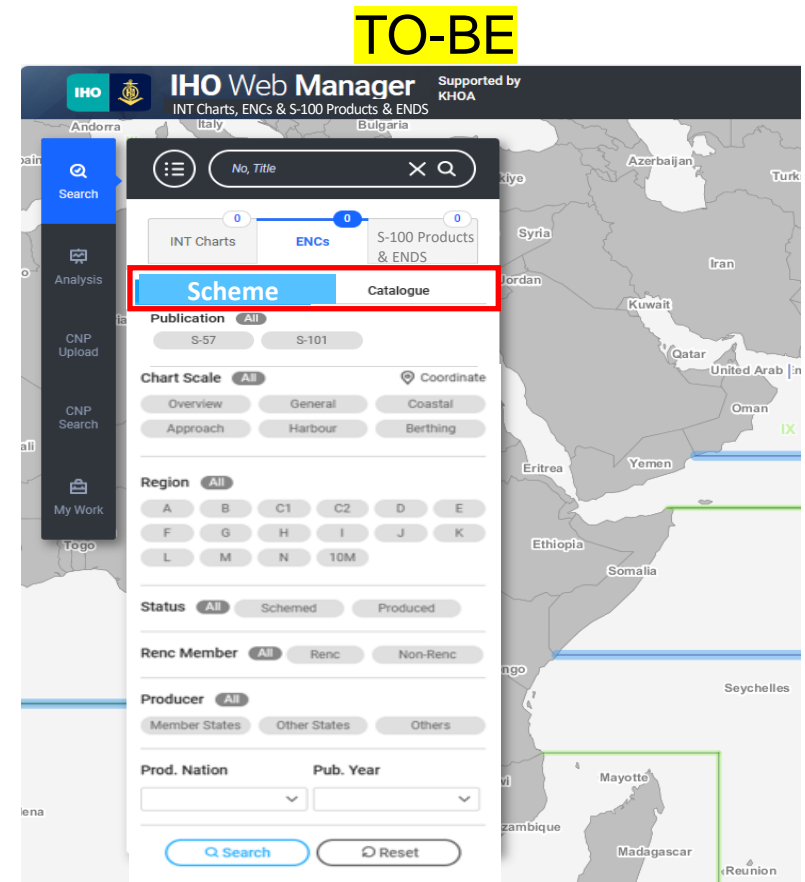 TO-BE
IHO
IHO Web Manager
Supported by
KHOA
INT Charts, ENCs & S-100 Products & ENDS
Andorra
Italy
Bulgaria
Search
Analysis
CNP
Upload
CNP
Search
My Work
Togo
No, Title
0
0
0
INT Charts
ENCs
S-100 Products
& ENDS
Scheme
Catalogue
Publication All
S-57 S-101
Chart Scale All Coordinate
Overview General Coastal
Approach Harbour Berthing
Region All
A B C1 C2 D E
F G H I J K
L M N 10M
Status All Schemed Produced
Renc Member All Renc Non-Renc
Producer All
Member States Other States Others
Prod. Nation Pub. Year
Search Reset
Azerbaijan
Syria
Iran
Kuwait
Qatar
United Arab
Oman
IX
Eritrea
Yemen
Ethiopia
Somalia
Seychelles
Mayotte
Madagascar
Reunion